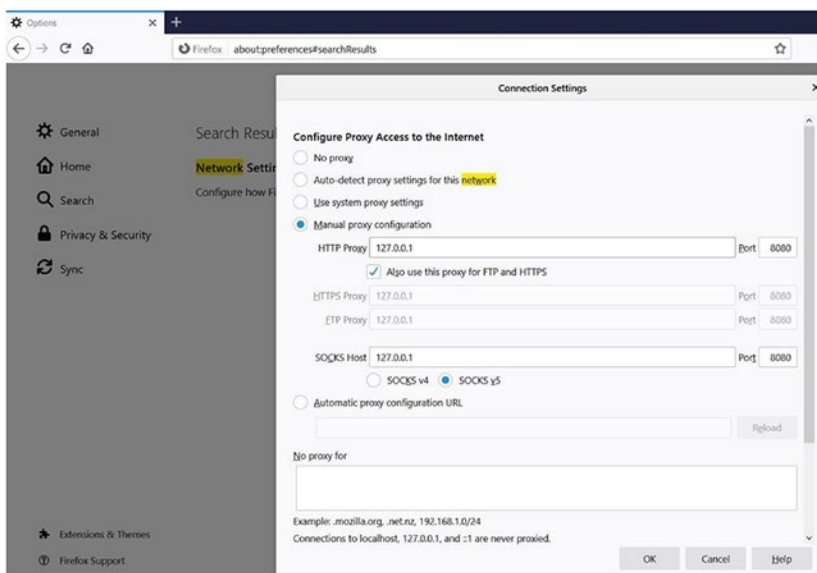 Options
Firefox about:preferences#searchResults
Connection Settings
General
Home
Search
Privacy & Security
Sync
Search Resul
Network Settin
Configure how Fi
Configure Proxy Access to the Internet
No proxy
Auto-detect proxy settings for this network
Use system proxy settings
Manual proxy configuration
HTTP Proxy 127.0.0.1 Port 8080
Also use this proxy for FTP and HTTPS
HTTPS Proxy 127.0.0.1 Port 8080
FTP Proxy 127.0.0.1 Port 8080
SOCKS Host 127.0.0.1 Port 8080
SOCKS v4 SOCKS v5
Automatic proxy configuration URL
Reload
No proxy for
Example: .mozilla.org, .net.nz, 192.168.1.0/24
Connections to localhost, 127.0.0.1, and ::1 are never proxied.
OK Cancel Help
Extensions & Themes
Firefox Support